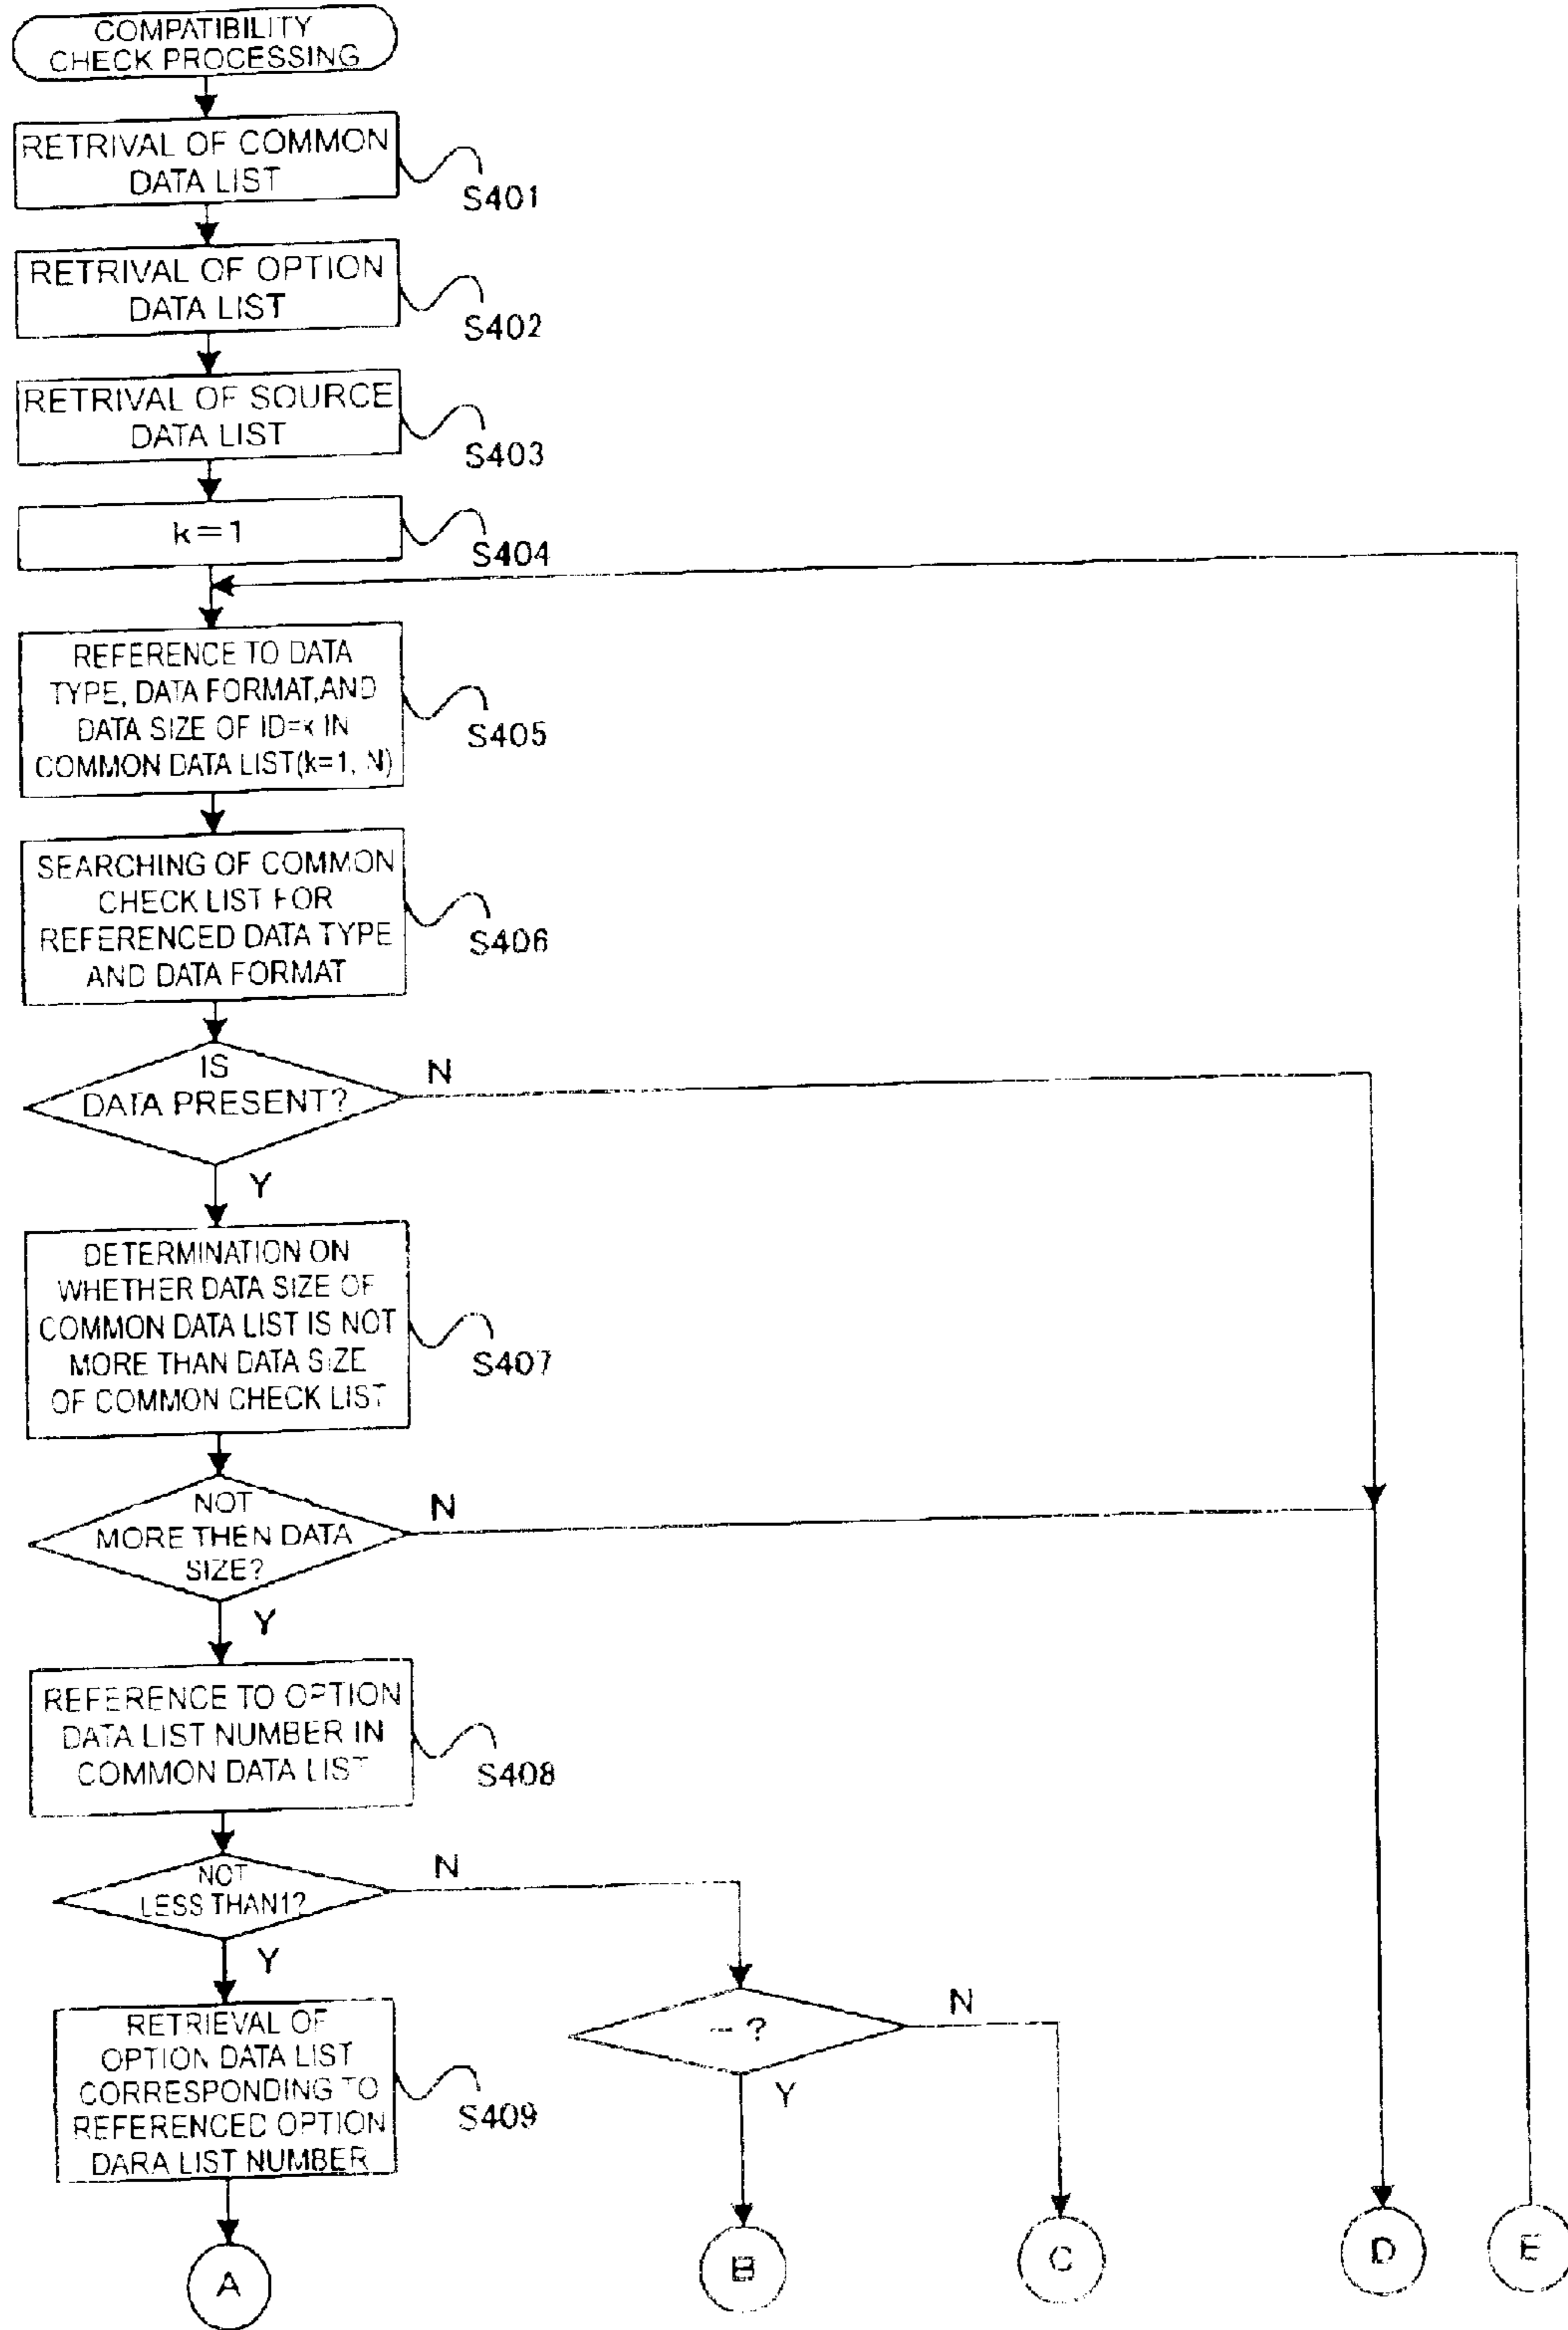 COMPATIBILITY
CHECK PROCESSING
RETRIVAL OF COMMON
DATA LIST
S401
RETRIVAL OF OPTION
DATA LIST
S402
RETRIVAL OF SOURCE
DATA LIST
S403
k=1
S404
REFERENCE TO DATA
TYPE, DATA FORMAT,AND
DATA SIZE OF ID=k IN
COMMON DATA LIST(k=1, N)
S405
SEARCHING OF COMMON
CHECK LIST FOR
REFERENCED DATA TYPE
AND DATA FORMAT
S406
IS
DATA PRESENT?
N
Y
DETERMINATION ON
WHETHER DATA SIZE OF
COMMON DATA LIST IS NOT
MORE THAN DATA SIZE
OF COMMON CHECK LIST
S407
NOT
MORE THEN DATA
SIZE?
N
Y
REFERENCE TO OPTION
DATA LIST NUMBER IN
COMMON DATA LIST
S408
NOT
LESS THAN1?
N
Y
RETRIEVAL OF
OPTION DATA LIST
CORRESPONDING TO
REFERENCED OPTION
DARA LIST NUMBER
S409
– ?
N
Y
A
B
C
D
E